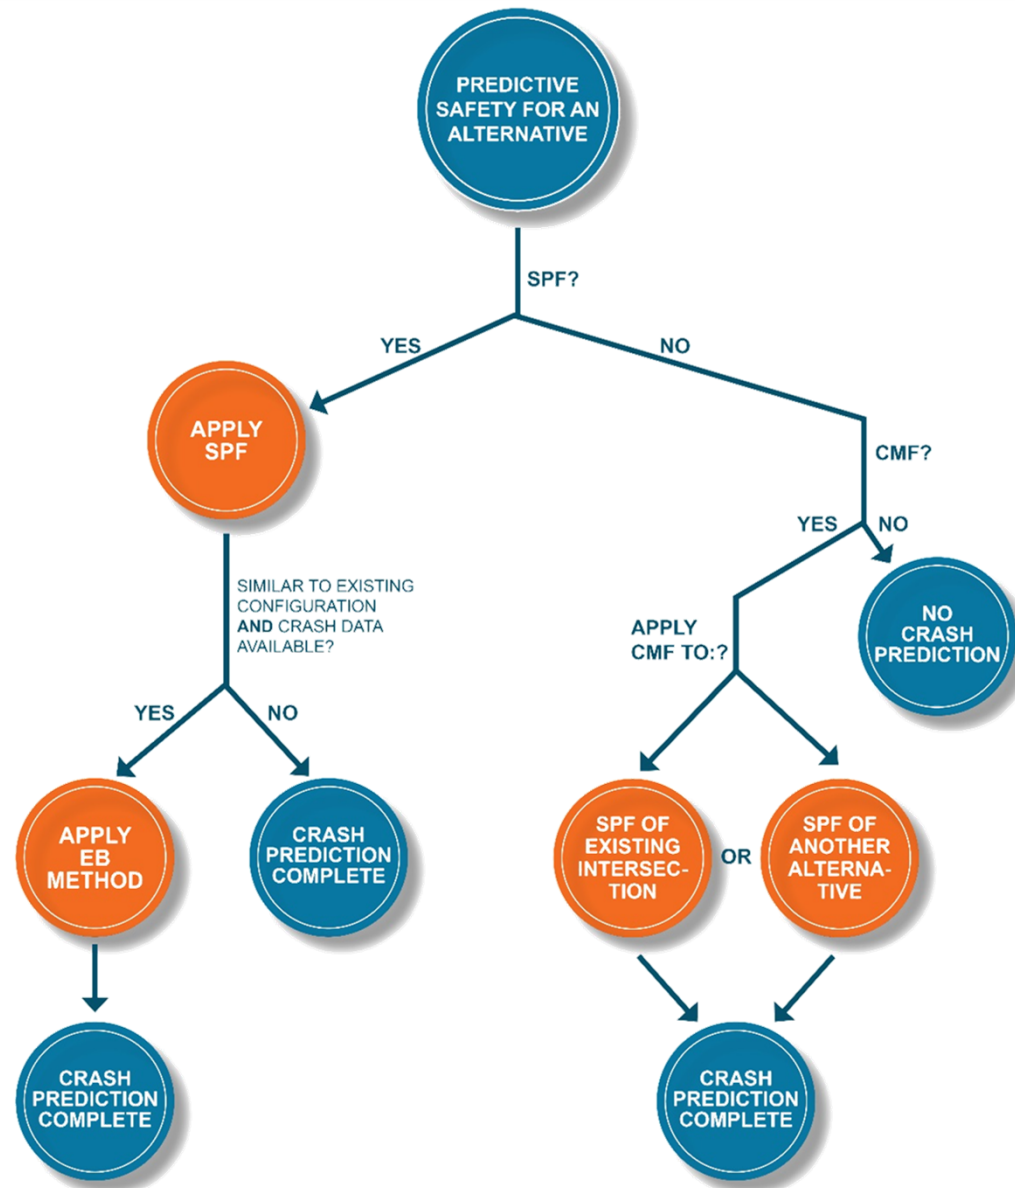 PREDICTIVE
SAFETY FOR AN
ALTERNATIVE
SPF?
YES
NO
APPLY
SPF
CMF?
YES
NO
SIMILAR TO EXISTING
CONFIGURATION
AND CRASH DATA
AVAILABLE?
NO
CRASH
PREDICTION
APPLY
CMF TO:?
YES
NO
APPLY
EB
METHOD
CRASH
PREDICTION
COMPLETE
SPF OF
EXISTING
INTERSEC-
TION
OR
SPF OF
ANOTHER
ALTERNA-
TIVE
CRASH
PREDICTION
COMPLETE
CRASH
PREDICTION
COMPLETE